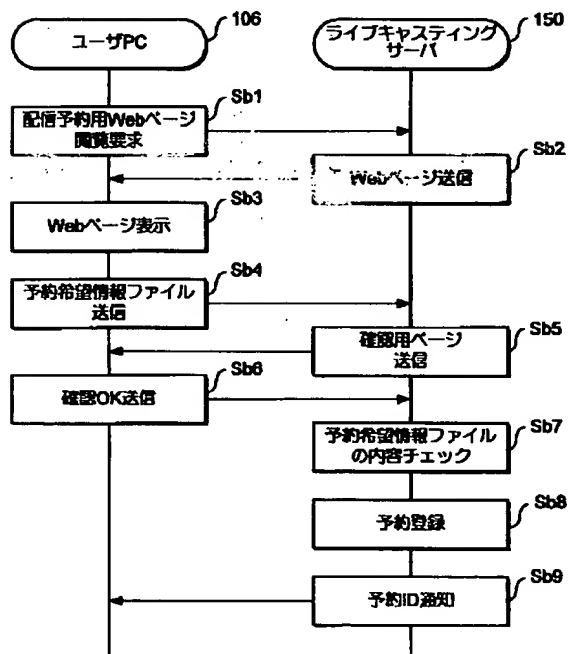 106
150
ユーザPC
ライブキャスティング
サーバ
Sb1
配信予約用Webページ
閲覧要求
Sb2
Webページ送信
Sb3
Webページ表示
Sb4
予約希望情報ファイル
送信
Sb5
確認用ページ
送信
Sb6
確認OK送信
Sb7
予約希望情報ファイル
の内容チェック
Sb8
予約登録
Sb9
予約ID通知